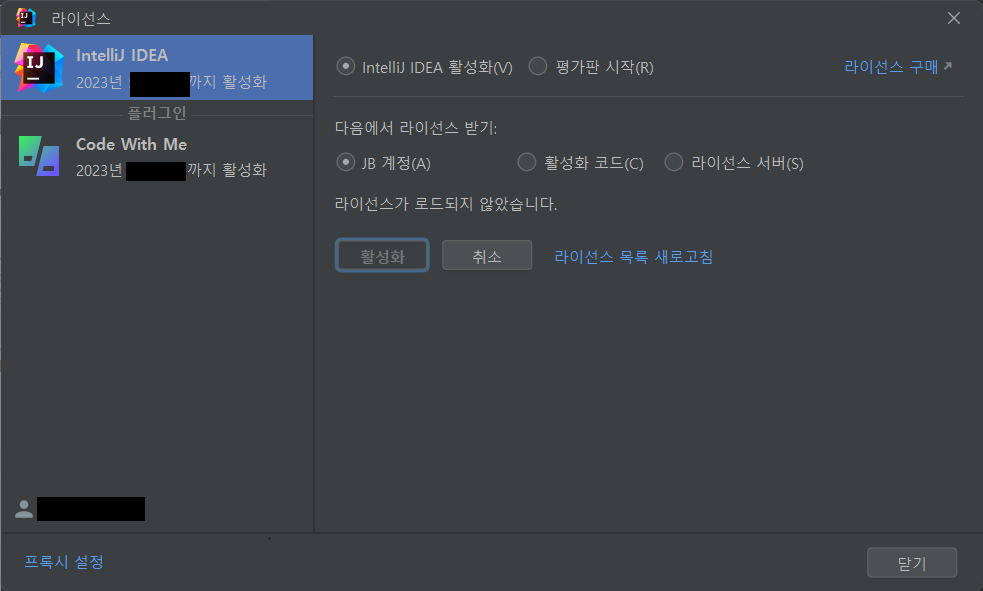 라이선스
IJ
IntelliJ IDEA
2023년 까지 활성화
플러그인
Code With Me
2023년 까지 활성화
IntelliJ IDEA 활성화(V) 평가판 시작(R) 라이선스 구매
다음에서 라이선스 받기:
JB 계정(A) 활성화 코드(C) 라이선스 서버(S)
라이선스가 로드되지 않았습니다.
활성화 취소 라이선스 목록 새로고침
프록시 설정
닫기